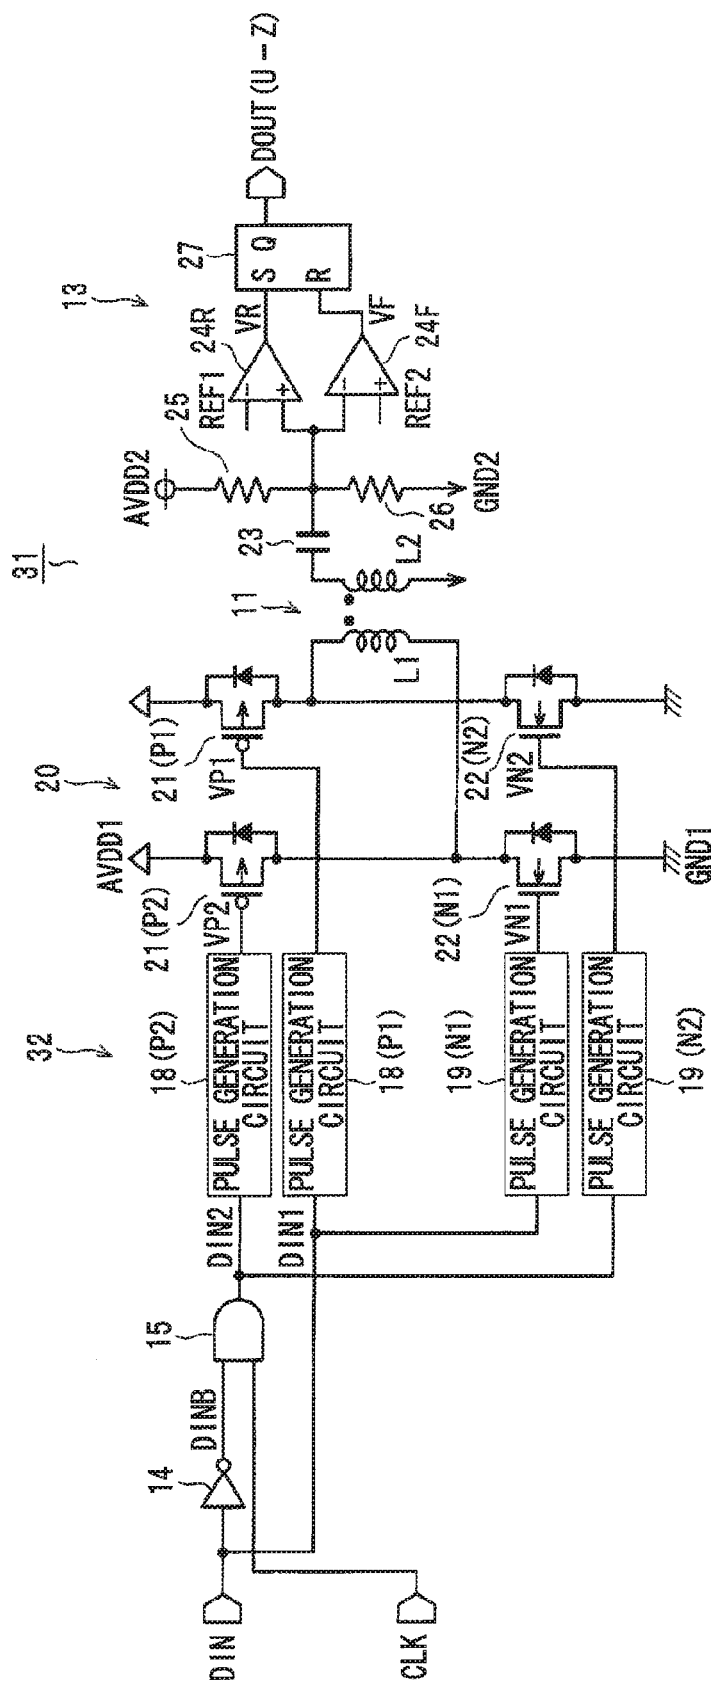 31
32
20
13
DIN
CLK
14
DINB
15
DIN2
DIN1
PULSE GENERATION
CIRCUIT
18(P2)
PULSE GENERATION
CIRCUIT
18(P1)
PULSE GENERATION
CIRCUIT
19(N1)
PULSE GENERATION
CIRCUIT
19(N2)
AVDD1
21(P2)
VP2
21(P1)
VP1
22(N1)
VN1
22(N2)
VN2
GND1
11
L1
L2
23
AVDD2
25
26
GND2
REF1
24R
VR
REF2
24F
VF
-
+
-
+
27
S Q
R
DOUT(U-Z)